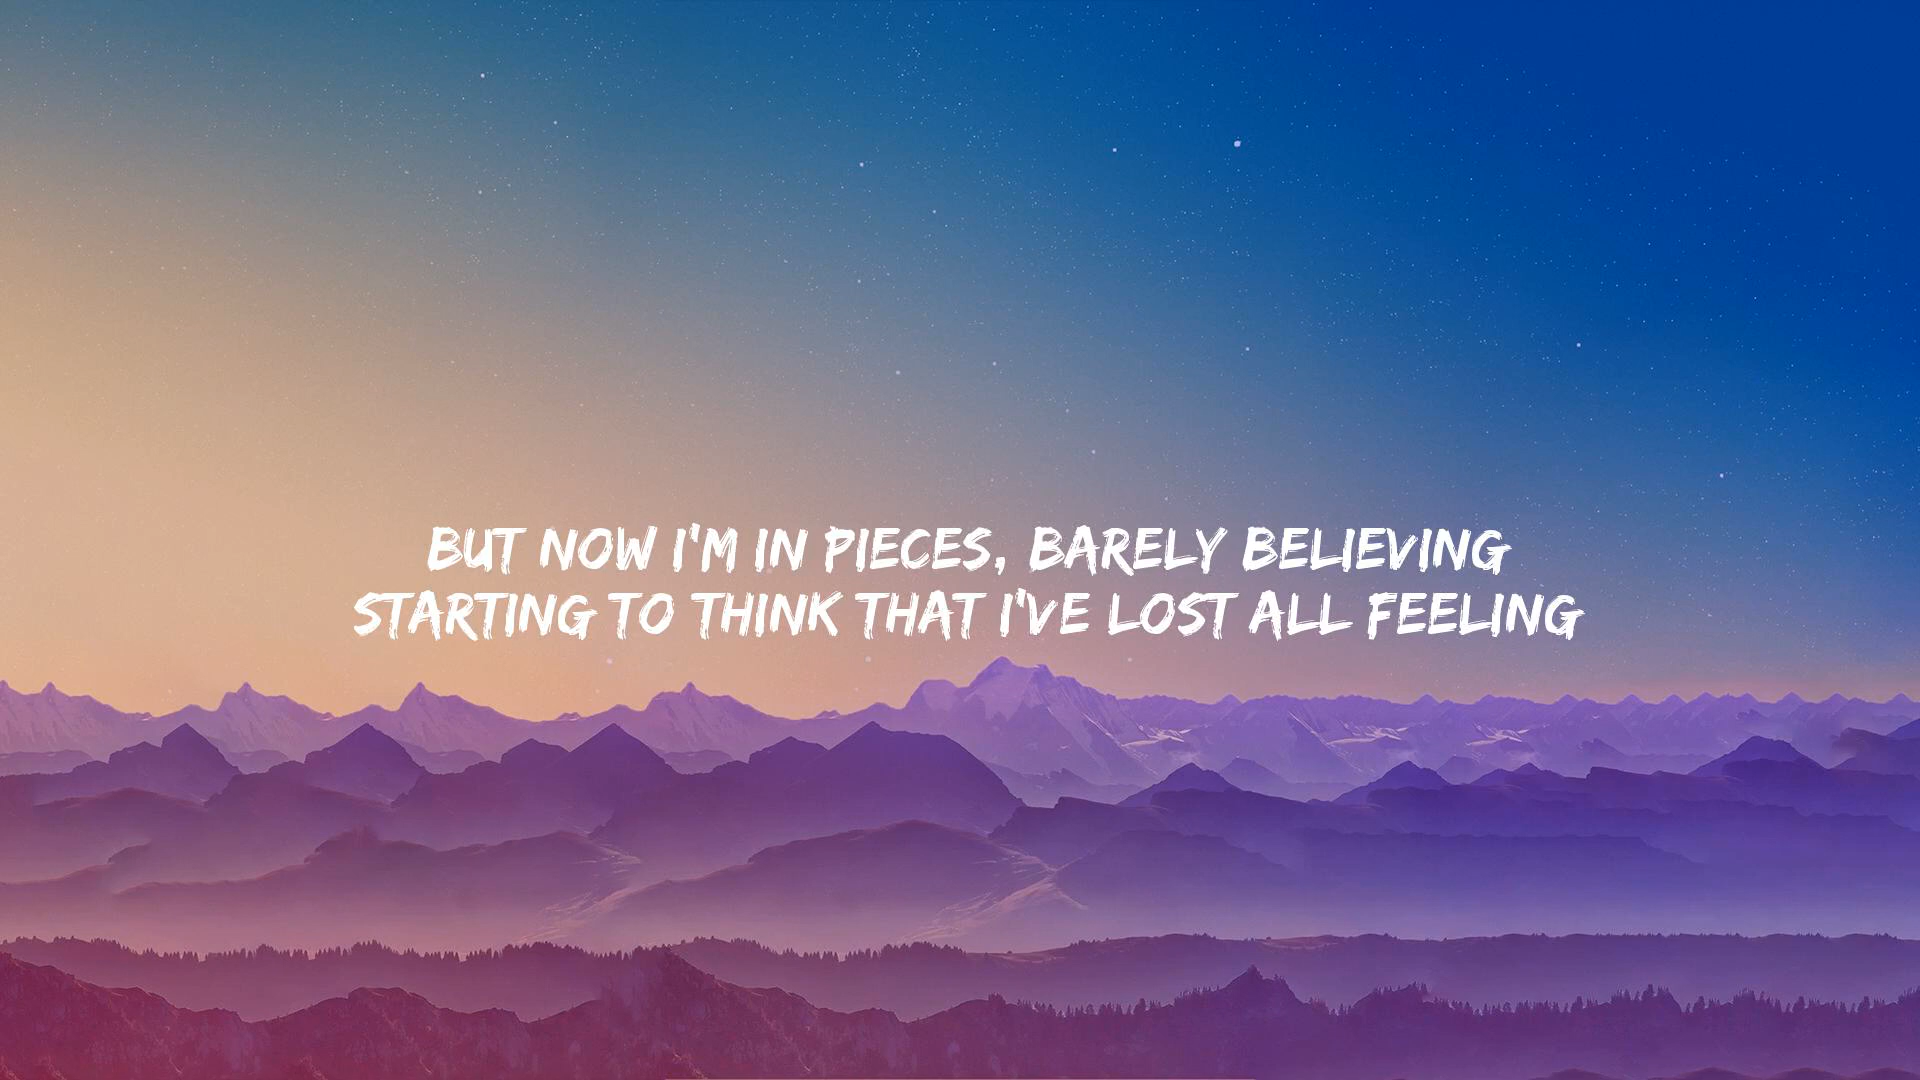 BUT NOW I'M IN PIECES, BARELY BELIEVING
STARTING TO THINK THAT I'VE LOST ALL FEELING